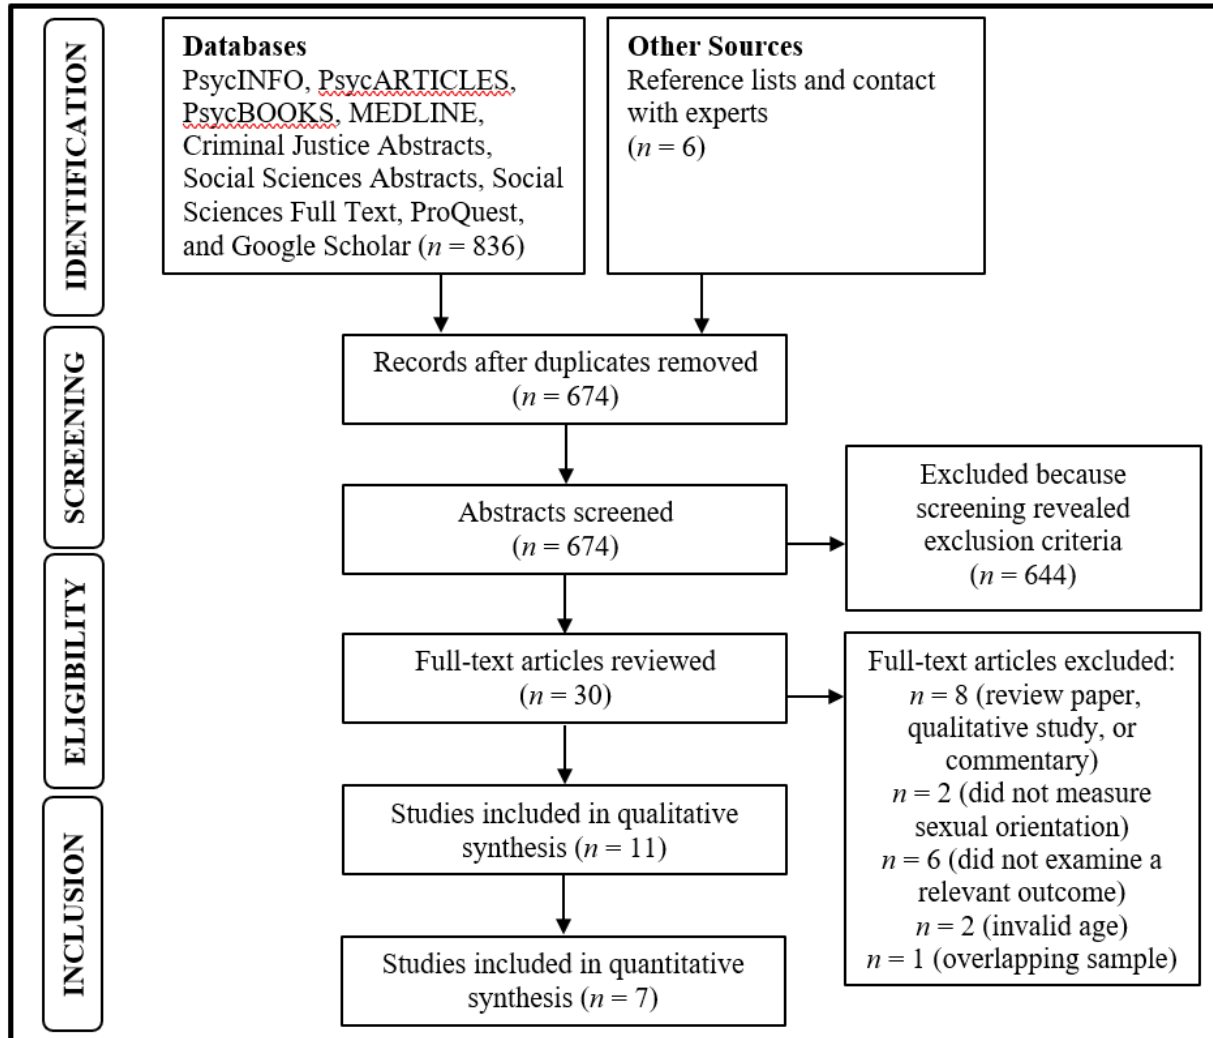 IDENTIFICATION
Databases
PsycINFO, PsycARTICLES,
PsycBOOKS, MEDLINE,
Criminal Justice Abstracts,
Social Sciences Abstracts, Social
Sciences Full Text, ProQuest,
and Google Scholar (n = 836)
Other Sources
Reference lists and contact
with experts
(n = 6)
SCREENING
Records after duplicates removed
(n = 674)
Abstracts screened
(n = 674)
Excluded because
screening revealed
exclusion criteria
(n = 644)
ELIGIBILITY
Full-text articles reviewed
(n = 30)
Full-text articles excluded:
n = 8 (review paper,
qualitative study, or
commentary)
n = 2 (did not measure
sexual orientation)
n = 6 (did not examine a
relevant outcome)
n = 2 (invalid age)
n = 1 (overlapping sample)
INCLUSION
Studies included in qualitative
synthesis (n = 11)
Studies included in quantitative
synthesis (n = 7)